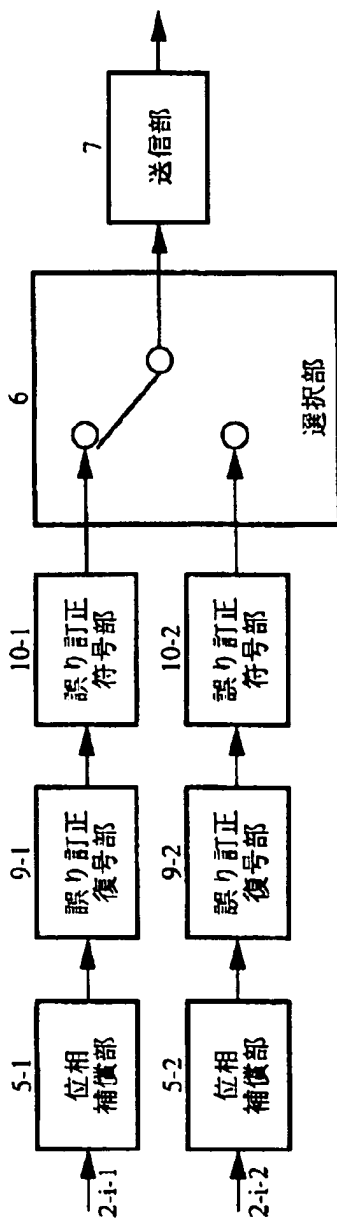 2-i-1
5-1
位相
補償部
9-1
誤り訂正
復号部
10-1
誤り訂正
符号部
6
選択部
7
送信部
2-i-2
5-2
位相
補償部
9-2
誤り訂正
復号部
10-2
誤り訂正
符号部